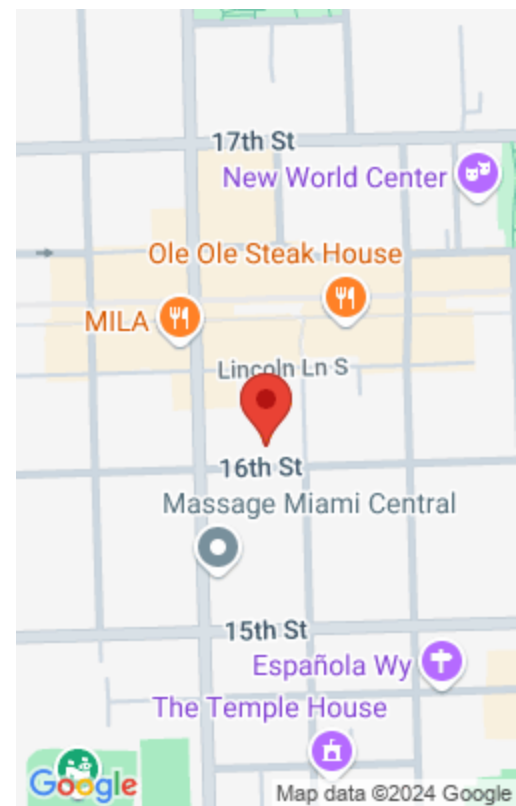 17th St
New World Center
Ole Ole Steak House
MILA
Lincoln Ln S
16th St
Massage Miami Central
15th St
Española Wy
The Temple House
Google
Map data ©2024 Google